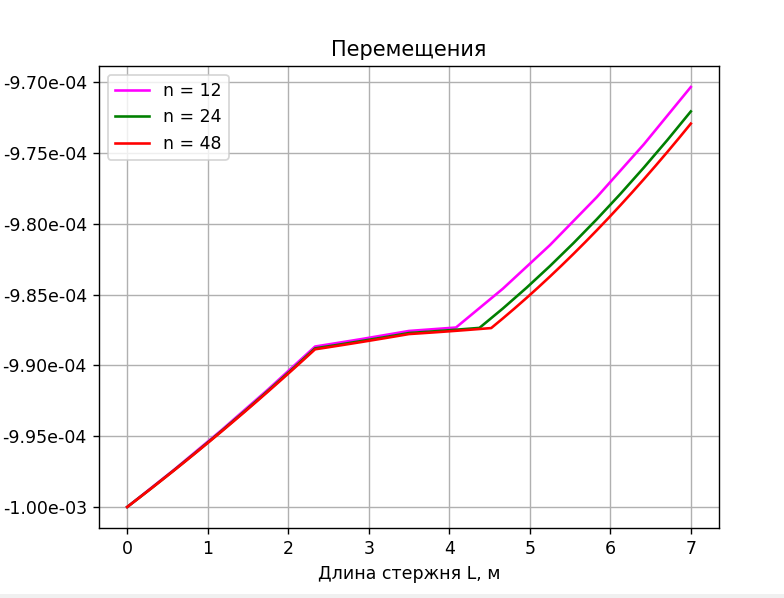 Перемещения
n = 12
n = 24
n = 48
-9.70e-04
-9.75e-04
-9.80e-04
-9.85e-04
-9.90e-04
-9.95e-04
-1.00e-03
0 1 2 3 4 5 6 7
Длина стержня L, м